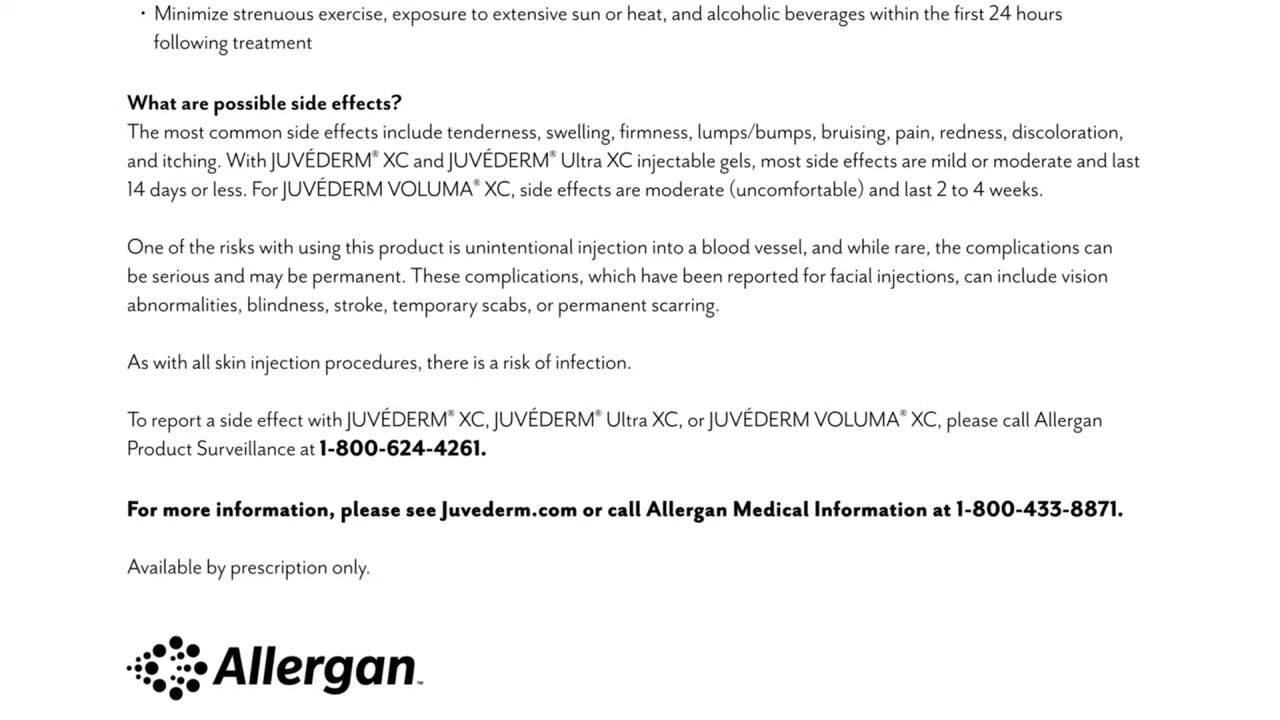 · Minimize strenuous exercise, exposure to extensive sun or heat, and alcoholic beverages within the first 24 hours
following treatment
What are possible side effects?
The most common side effects include tenderness, swelling, firmness, lumps/bumps, bruising, pain, redness, discoloration,
and itching. With JUVÉDERM® XC and JUVÉDERM® Ultra XC injectable gels, most side effects are mild or moderate and last
14 days or less. For JUVÉDERM VOLUMA® XC, side effects are moderate (uncomfortable) and last 2 to 4 weeks.
One of the risks with using this product is unintentional injection into a blood vessel, and while rare, the complications can
be serious and may be permanent. These complications, which have been reported for facial injections, can include vision
abnormalities, blindness, stroke, temporary scabs, or permanent scarring.
As with all skin injection procedures, there is a risk of infection.
To report a side effect with JUVÉDERM® XC, JUVÉDERM® Ultra XC, or JUVÉDERM VOLUMA® XC, please call Allergan
Product Surveillance at 1-800-624-4261.
For more information, please see Juvederm.com or call Allergan Medical Information at 1-800-433-8871.
Available by prescription only.
Allergan™